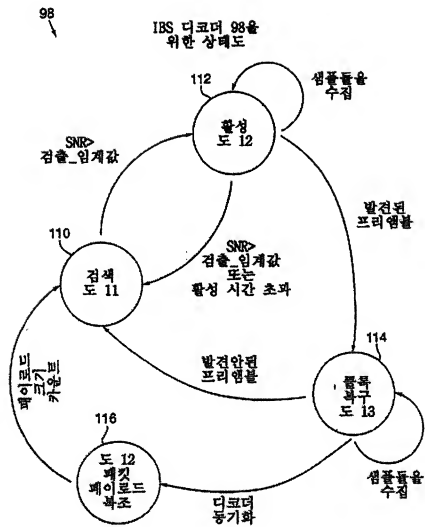 98
IBS 디코더 98을
위한 상태도
112
샘플들을
수집
활성
도 12
SNR>
검출_임계값
발견된
프리앰블
110
SNR>
검출_임계값
또는
활성 시간 초과
검색
도 11
114
발견안된
프리앰블
클록
복구
도 13
페이로드
크기
카운트
116
도 12
패킷
페이로드
복조
샘플들을
수집
디코더
동기화